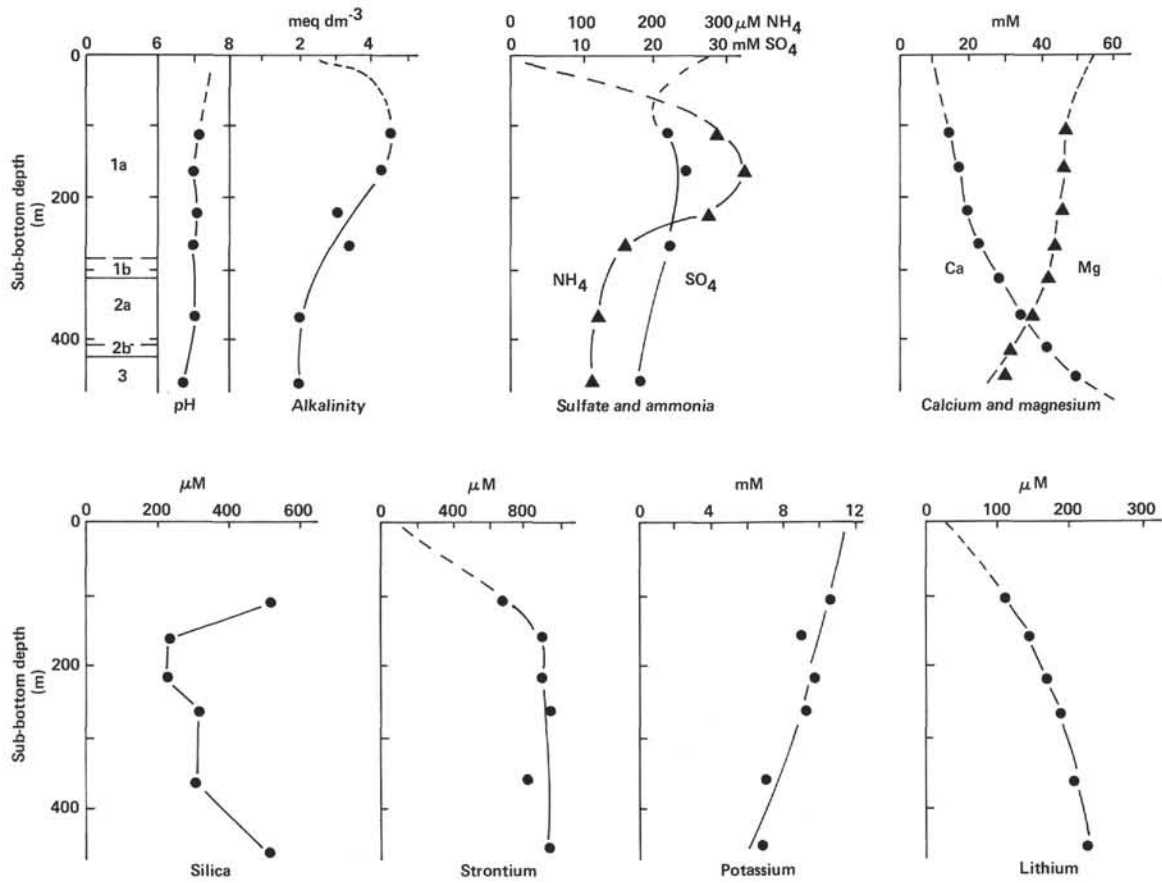 meq dm⁻³
100 200 300 μM NH₄
mM
0 6 8 2 4
0 10 20 30 mM SO₄
0 20 40 60
0
200
400
Sub-bottom depth
(m)
1a
1b
2a
2b
3
NH₄
SO₄
Ca
Mg
pH
Alkalinity
Sulfate and ammonia
Calcium and magnesium
μM
μM
mM
μM
0 200 400 600
0 400 800
0 4 8 12
0 100 200 300
0
200
400
Sub-bottom depth
(m)
Silica
Strontium
Potassium
Lithium